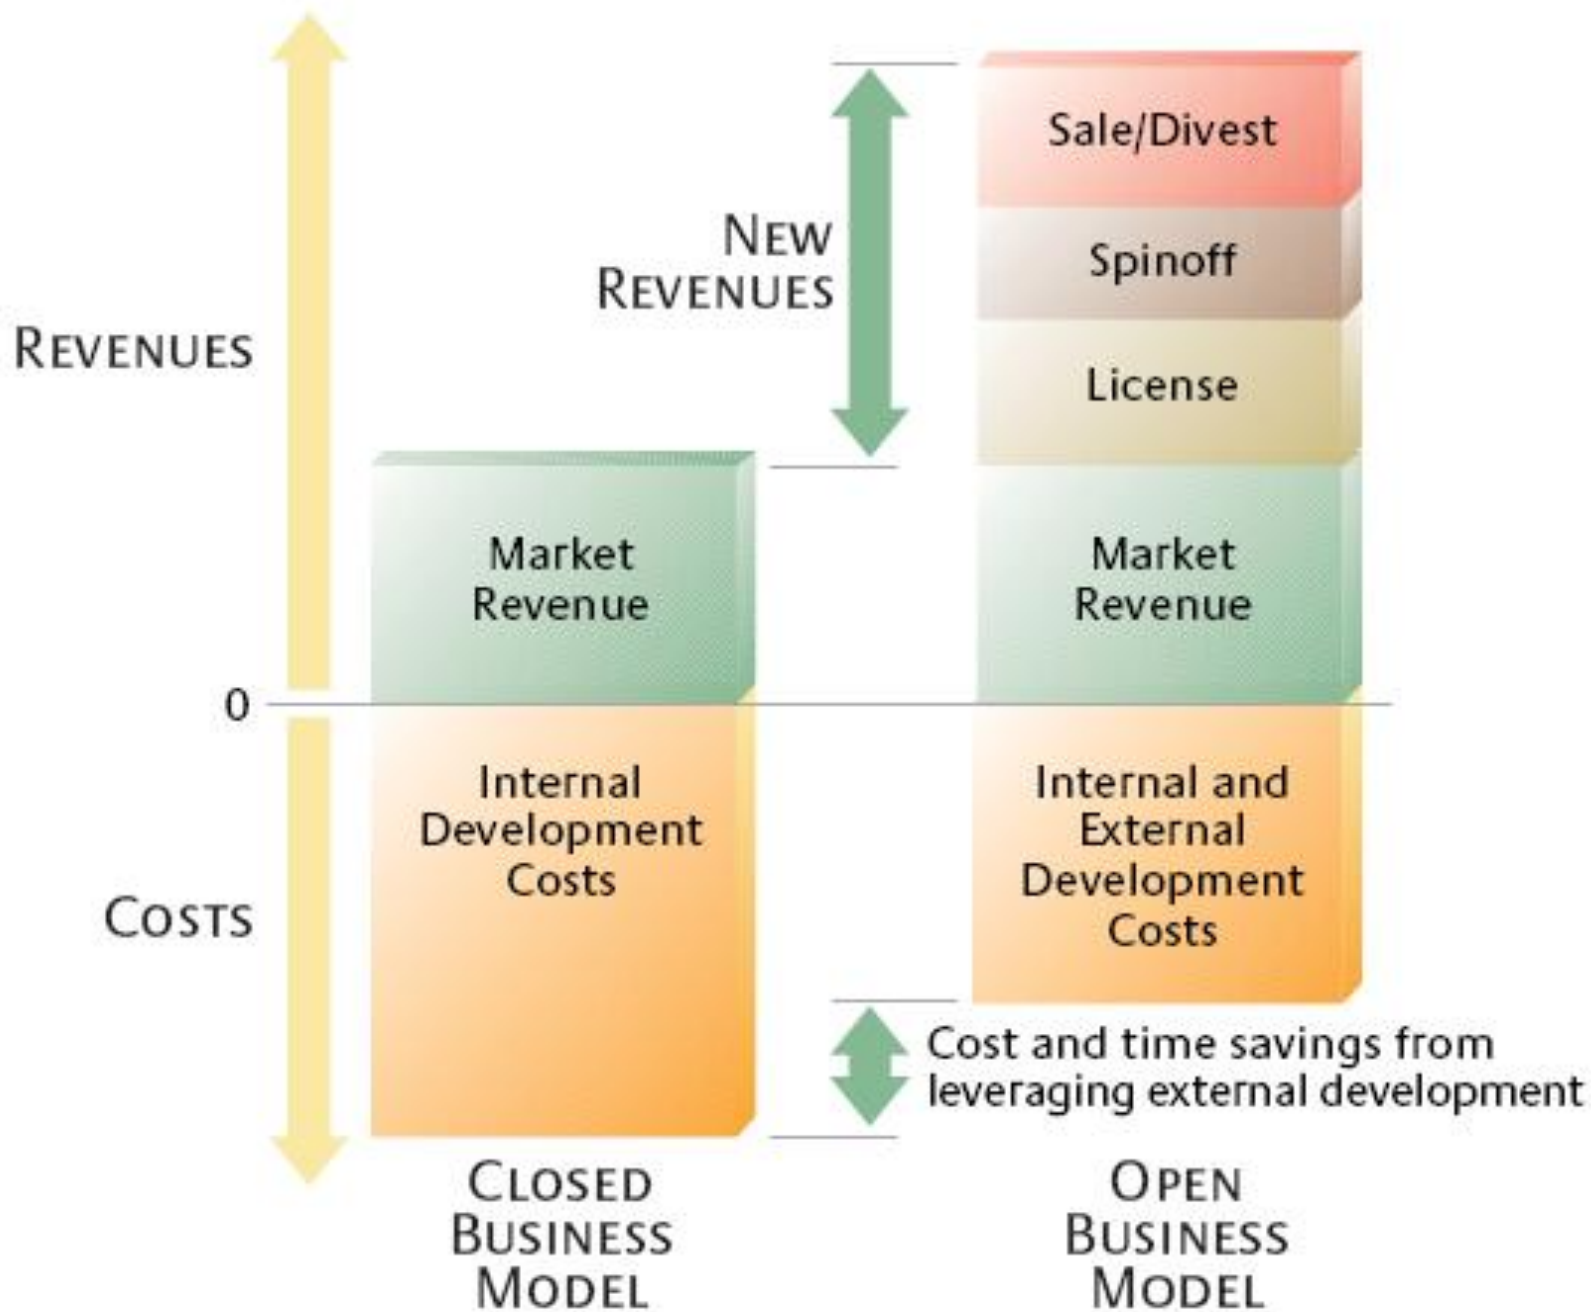 Sale/Divest
NEW
REVENUES
Spinoff
REVENUES
License
Market
Revenue
Market
Revenue
0
Internal
Development
Costs
Internal and
External
Development
Costs
COSTS
Cost and time savings from
leveraging external development
CLOSED
BUSINESS
MODEL
OPEN
BUSINESS
MODEL